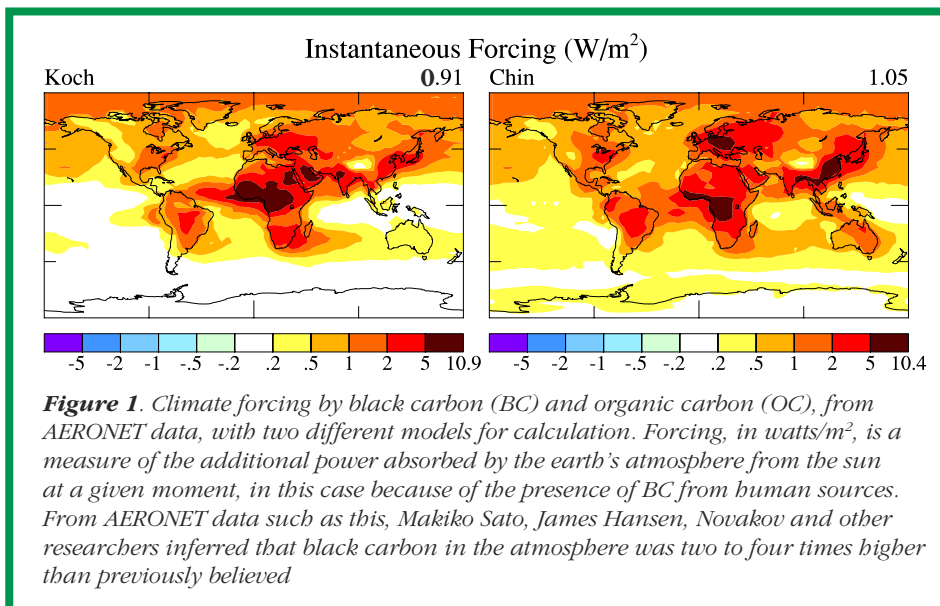 Instantaneous Forcing (W/m²)
Koch 0.91 Chin 1.05
-5 -2 -1 -.5 -.2 .2 .5 1 2 5 10.9 -5 -2 -1 -.5 -.2 .2 .5 1 2 5 10.4
Figure 1. Climate forcing by black carbon (BC) and organic carbon (OC), from
AERONET data, with two different models for calculation. Forcing, in watts/m², is a
measure of the additional power absorbed by the earth's atmosphere from the sun
at a given moment, in this case because of the presence of BC from human sources.
From AERONET data such as this, Makiko Sato, James Hansen, Novakov and other
researchers inferred that black carbon in the atmosphere was two to four times higher
than previously believed